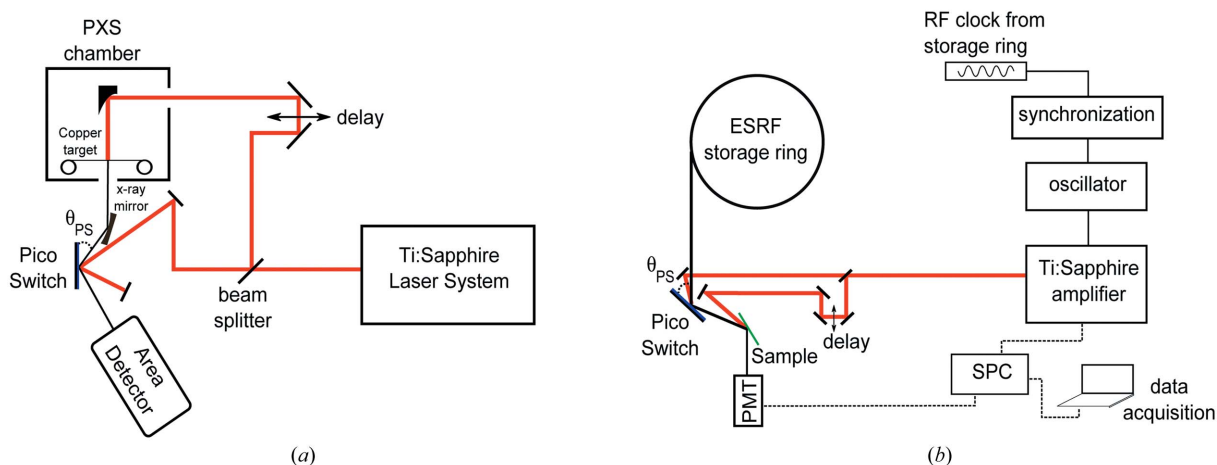 PXS
chamber
Copper
target
x-ray
mirror
θPS
Pico
Switch
delay
beam
splitter
Ti:Sapphire
Laser System
Area
Detector
(a)
RF clock from
storage ring
synchronization
oscillator
Ti:Sapphire
amplifier
ESRF
storage ring
θPS
Pico
Switch
delay
Sample
PMT
SPC
data
acquisition
(b)